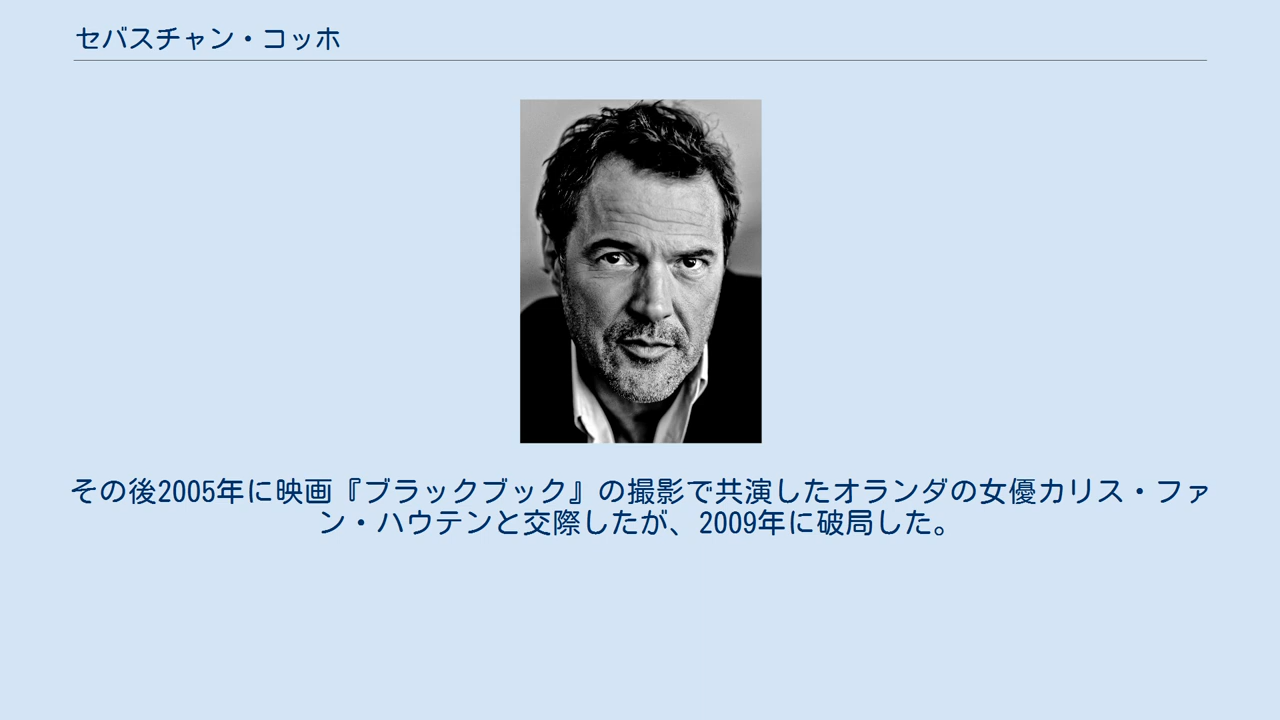 セバスチャン・コッホ
その後2005年に映画『ブラックブック』の撮影で共演したオランダの女優カリス・ファ
ン・ハウテンと交際したが、2009年に破局した。